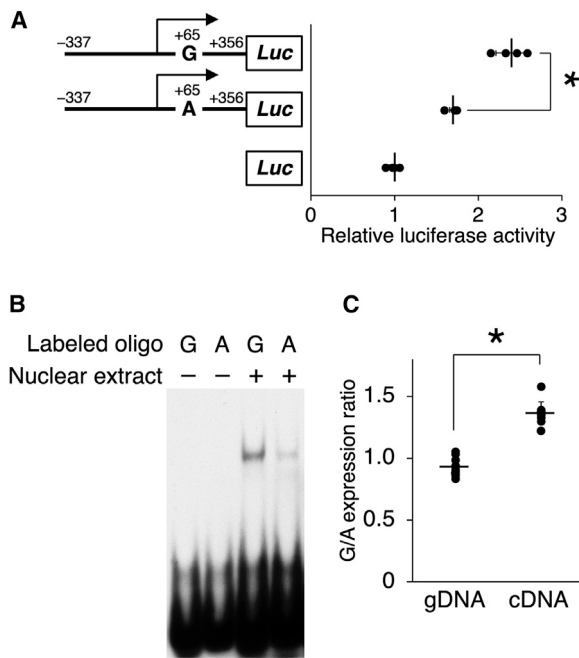 A
+65
−337 G +356 Luc
*
+65
−337 A +356 Luc
Luc
0 1 2 3
Relative luciferase activity
B
Labeled oligo G A G A
Nuclear extract − − + +
C
*
G/A expression ratio
1.5
1.0
0.5
0
gDNA cDNA